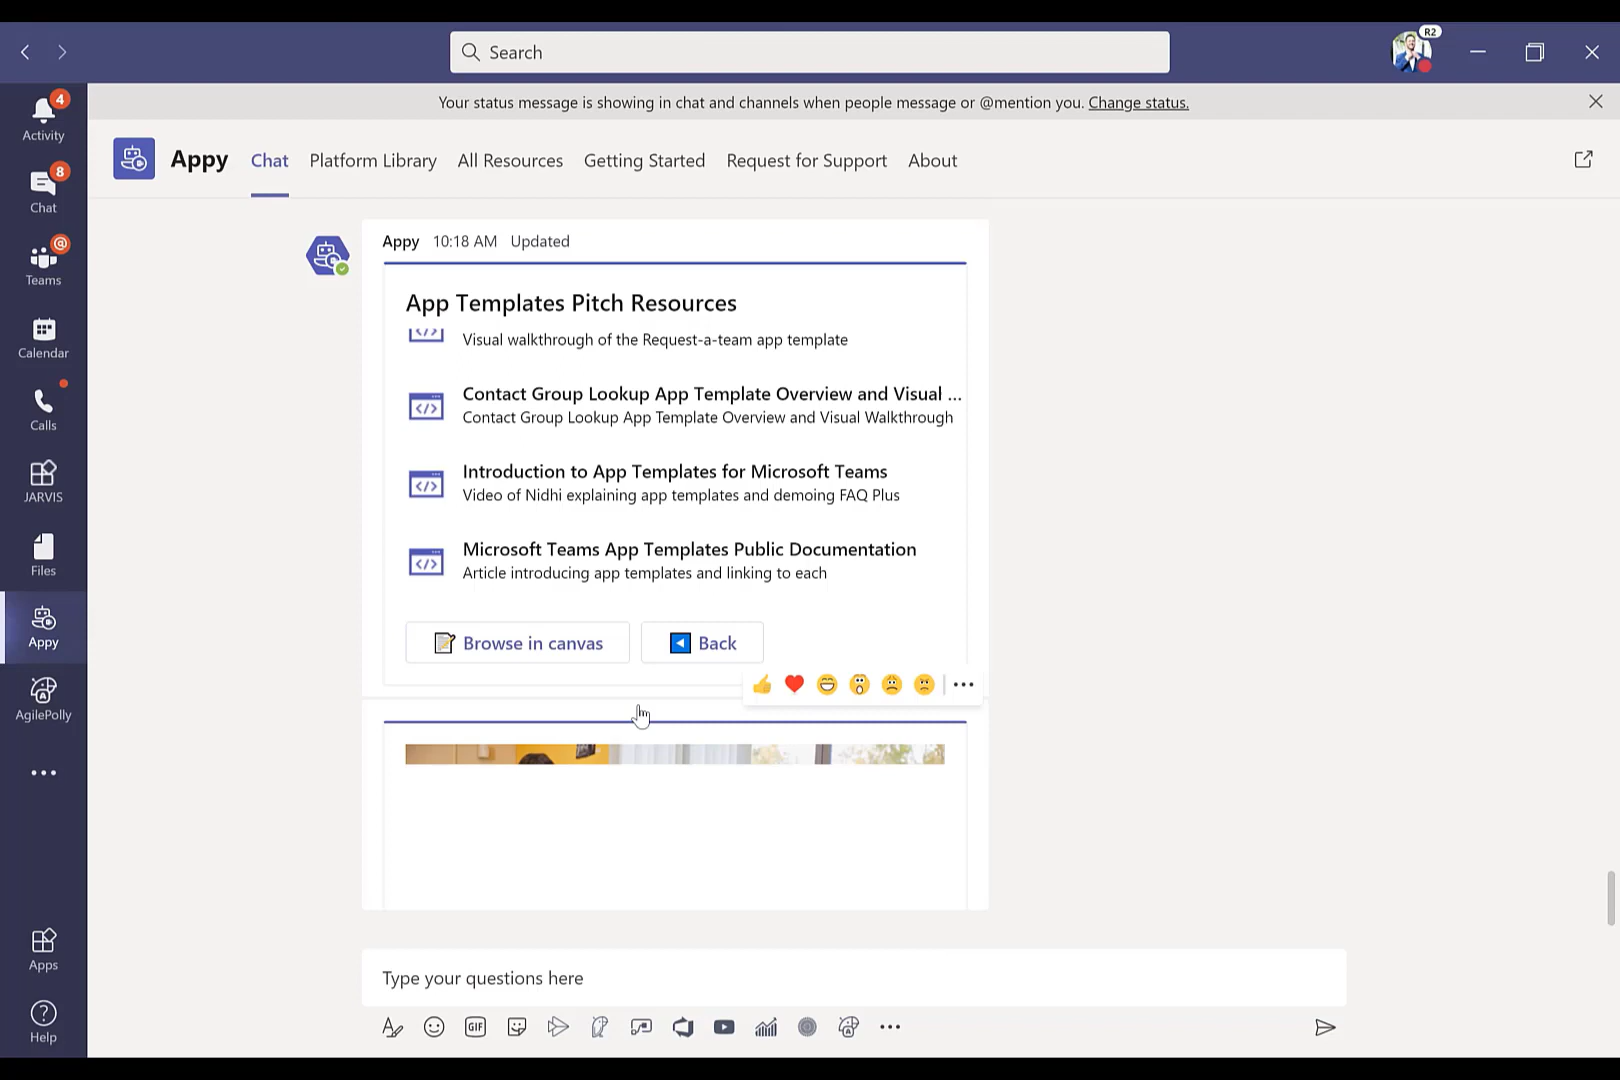 Search
R2
Your status message is showing in chat and channels when people message or @mention you. Change status.
4
Activity
8
Chat
@
Teams
Calendar
Calls
JARVIS
Files
Appy
AgilePolly
Apps
Help
Appy
Chat
Platform Library
All Resources
Getting Started
Request for Support
About
Appy 10:18 AM Updated
App Templates Pitch Resources
Visual walkthrough of the Request-a-team app template
Contact Group Lookup App Template Overview and Visual ...
Contact Group Lookup App Template Overview and Visual Walkthrough
Introduction to App Templates for Microsoft Teams
Video of Nidhi explaining app templates and demoing FAQ Plus
Microsoft Teams App Templates Public Documentation
Article introducing app templates and linking to each
Browse in canvas
Back
Type your questions here
GIF